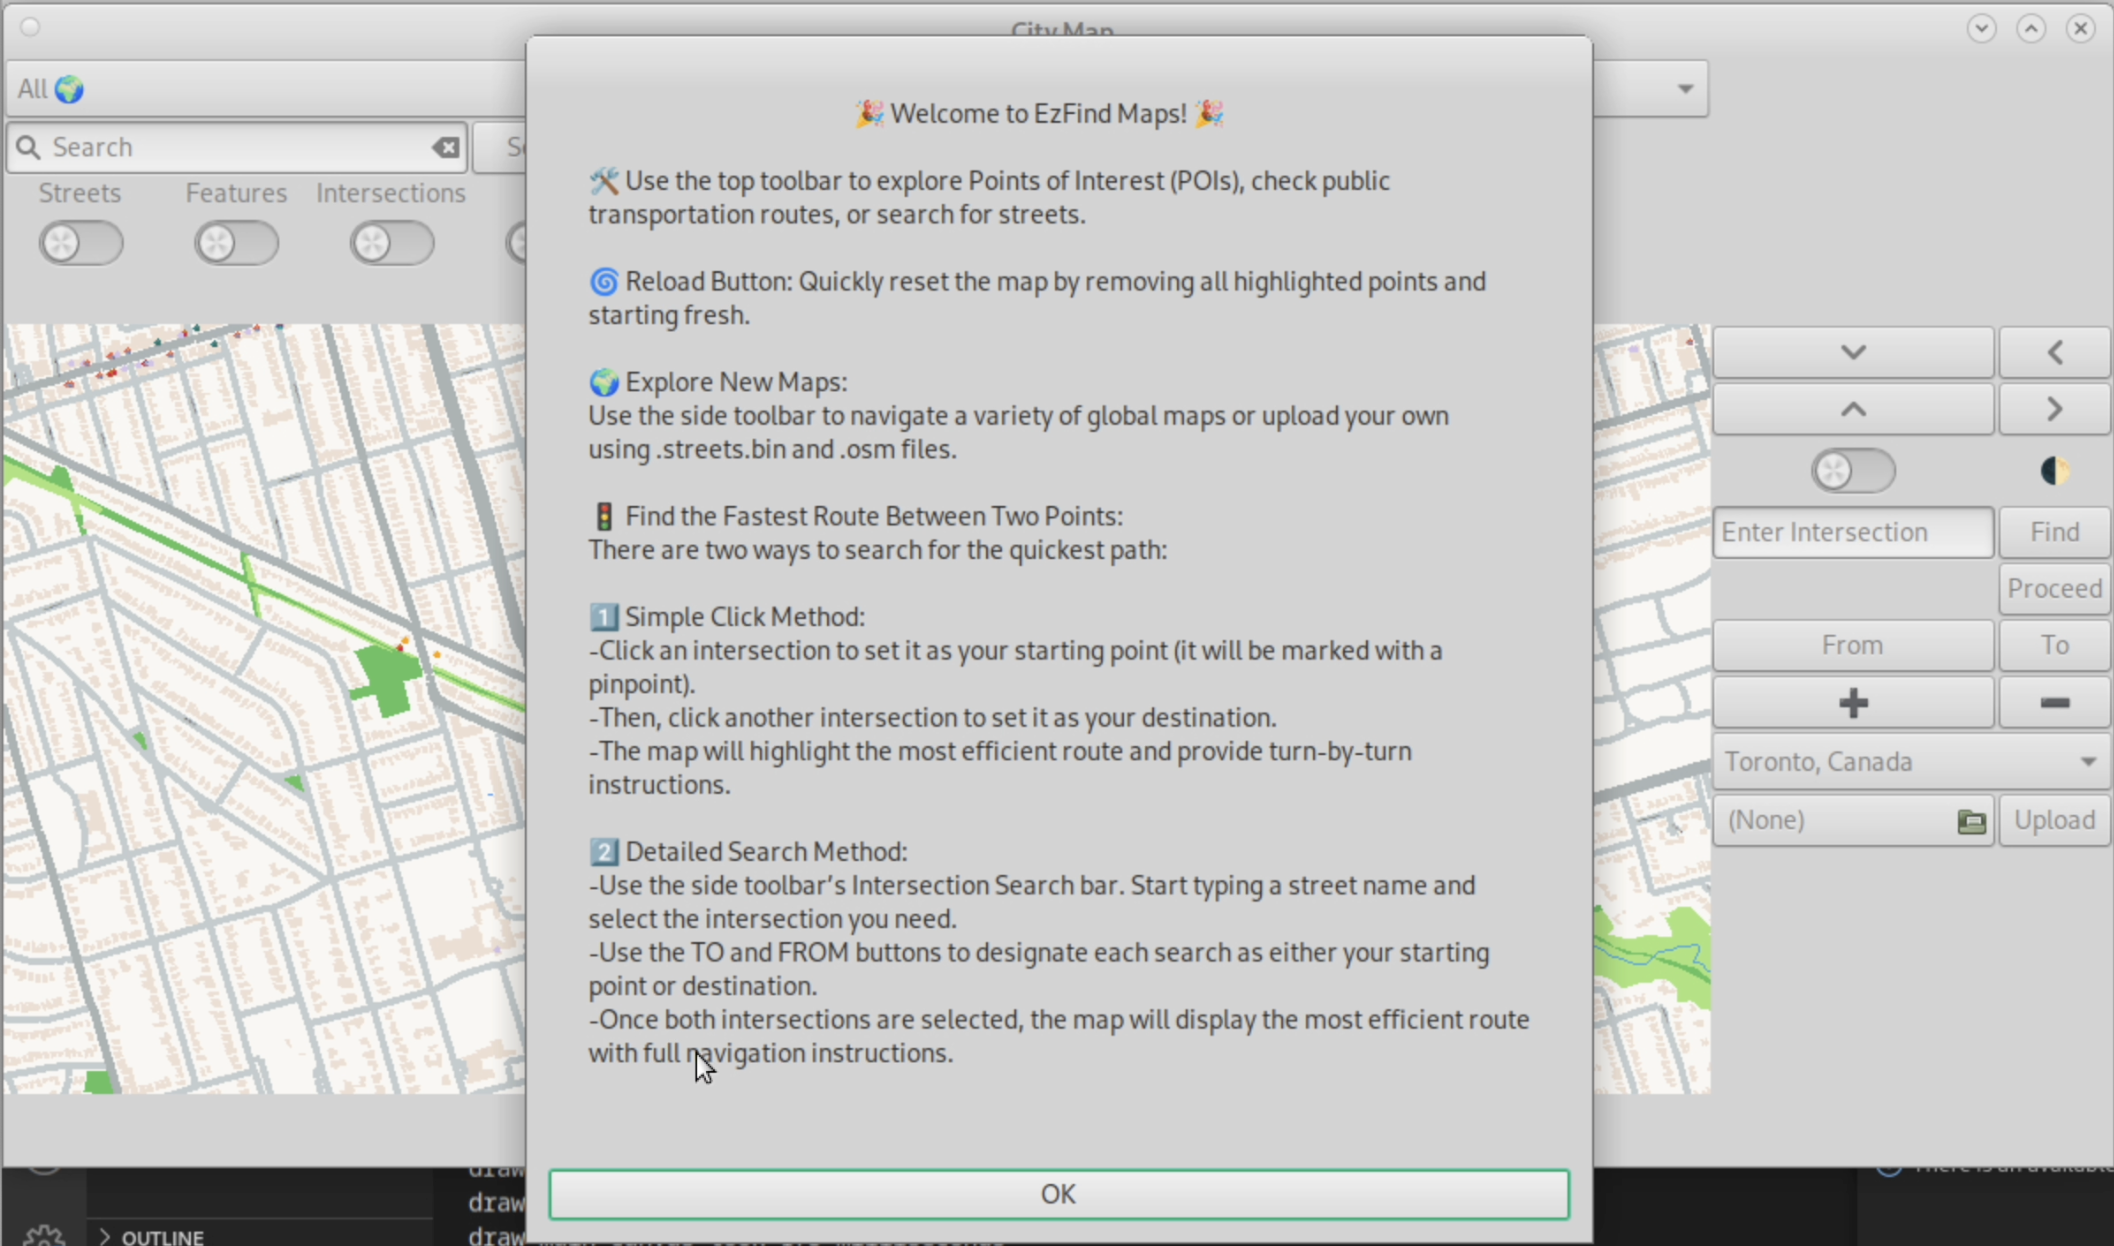 City Map
All 🌍
Search
Streets Features Intersections
🎉 Welcome to EzFind Maps! 🎉
🛠️ Use the top toolbar to explore Points of Interest (POIs), check public
transportation routes, or search for streets.
🌀 Reload Button: Quickly reset the map by removing all highlighted points and
starting fresh.
🌍 Explore New Maps:
Use the side toolbar to navigate a variety of global maps or upload your own
using .streets.bin and .osm files.
🚦 Find the Fastest Route Between Two Points:
There are two ways to search for the quickest path:
1️⃣ Simple Click Method:
-Click an intersection to set it as your starting point (it will be marked with a
pinpoint).
-Then, click another intersection to set it as your destination.
-The map will highlight the most efficient route and provide turn-by-turn
instructions.
2️⃣ Detailed Search Method:
-Use the side toolbar’s Intersection Search bar. Start typing a street name and
select the intersection you need.
-Use the TO and FROM buttons to designate each search as either your starting
point or destination.
-Once both intersections are selected, the map will display the most efficient route
with full navigation instructions.
OK
Enter Intersection Find
Proceed
From To
Toronto, Canada
(None) Upload
OUTLINE
draw
draw
draw
There is an available